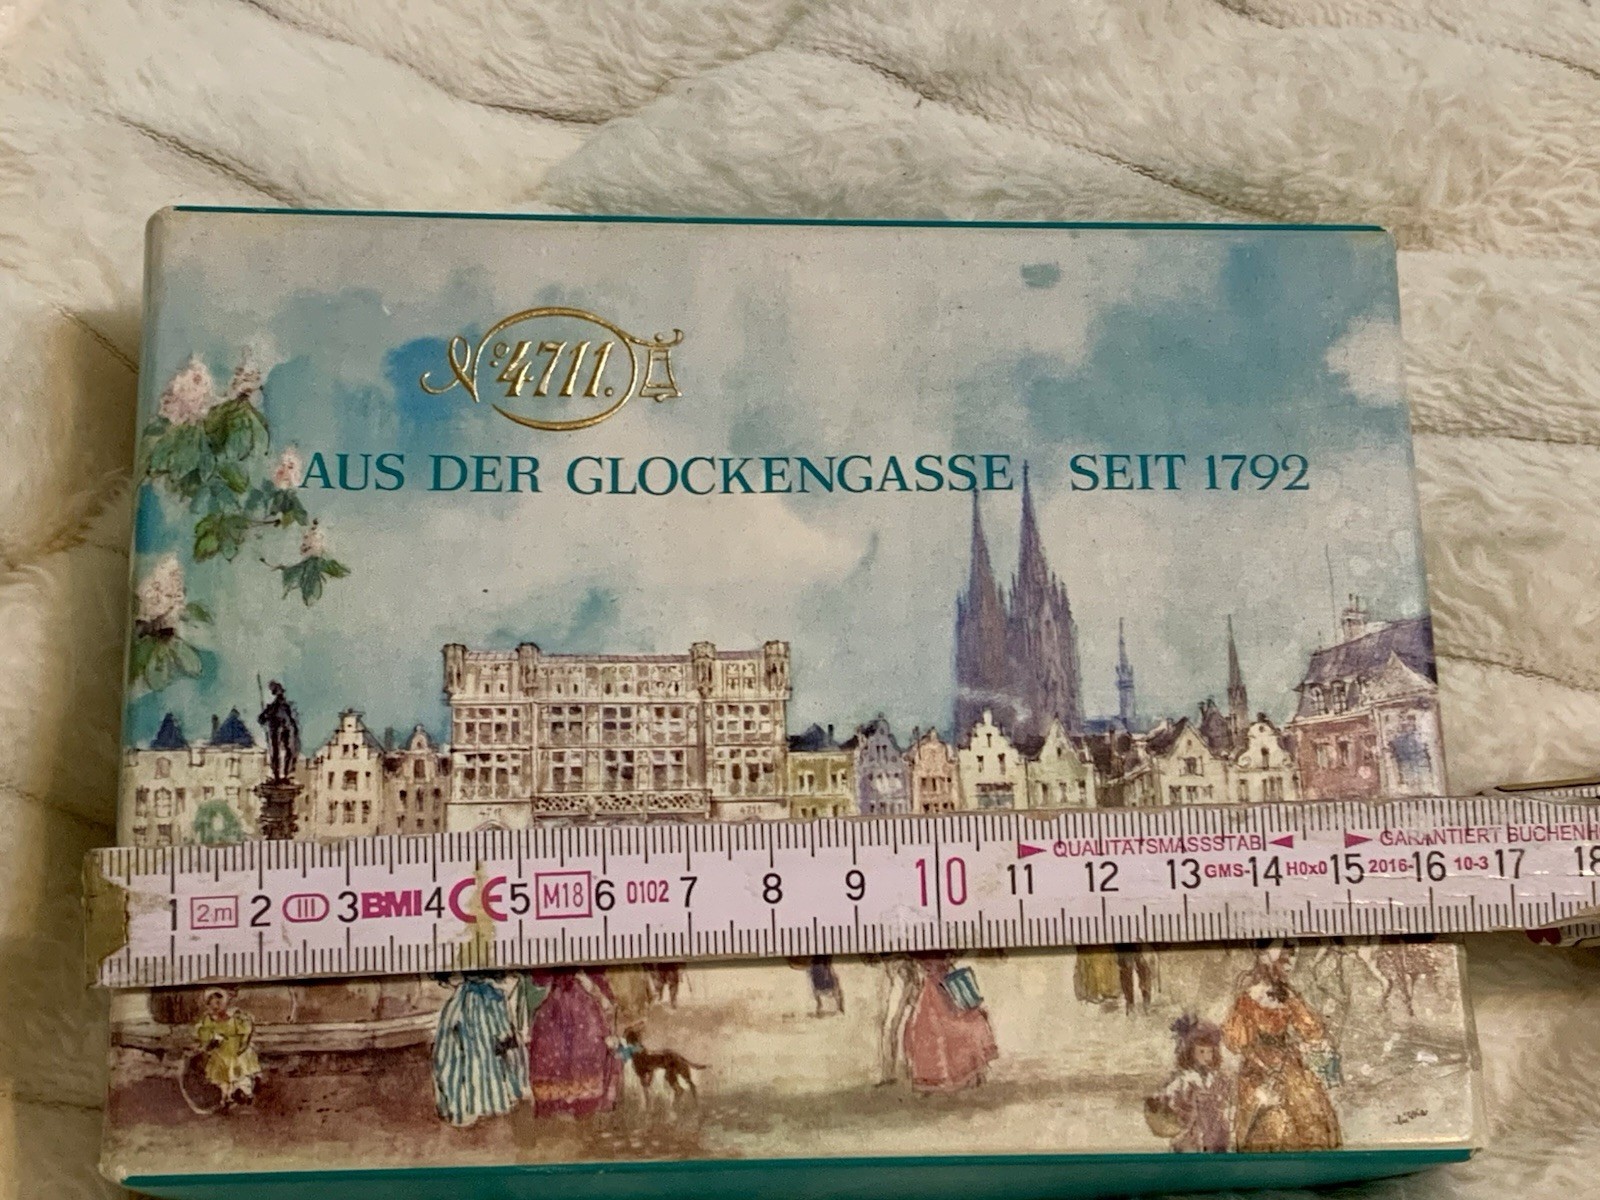 No 4711.
AUS DER GLOCKENGASSE SEIT 1792
4711 4711
QUALITÄTSMASSSTAB GARANTIERT BUCHENH
1 2m 2 III 3 BMI 4 CE 5 M18 6 0102 7 8 9 10 11 12 13 GMS- 14 H0x0 15 2016- 16 10-3 17 18